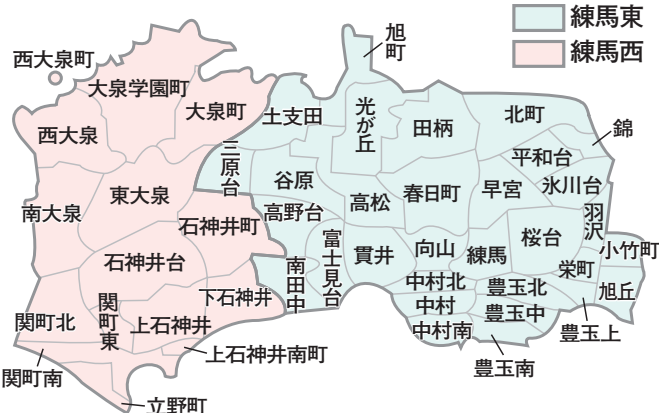 練馬東
練馬西
旭町
西大泉町
大泉学園町
大泉町
土支田
光が丘
田柄
北町
錦
西大泉
三原台
谷原
平和台
東大泉
高松
春日町
早宮
氷川台
南大泉
石神井町
高野台
羽沢
石神井台
南田中
富士見台
貫井
向山
練馬
桜台
小竹町
栄町
下石神井
中村北
豊玉北
旭丘
関町北
関町東
上石神井
中村
豊玉中
中村南
豊玉上
上石神井南町
関町南
豊玉南
立野町